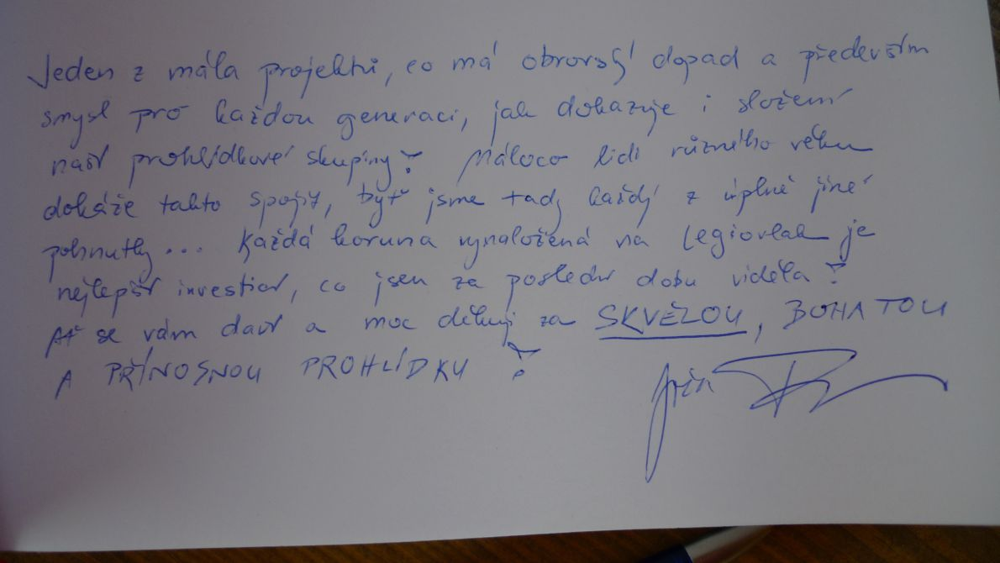 Jeden z mála projektů, co má obrovský dopad a především
smysl pro každou generaci, jak dokazuje i složení
naší prohlídkové skupiny! Máloco lidi různého věku
dokáže takto spojit, byť jsme tady každý z úplně jiné
pohnutky... Každá koruna vynaložená na Legiovlak je
nejlepší investicí, co jsem za poslední dobu viděla!
Ať se vám daří a moc děkuji za SKVĚLOU, BOHATOU
A PŘÍNOSNOU PROHLÍDKU!